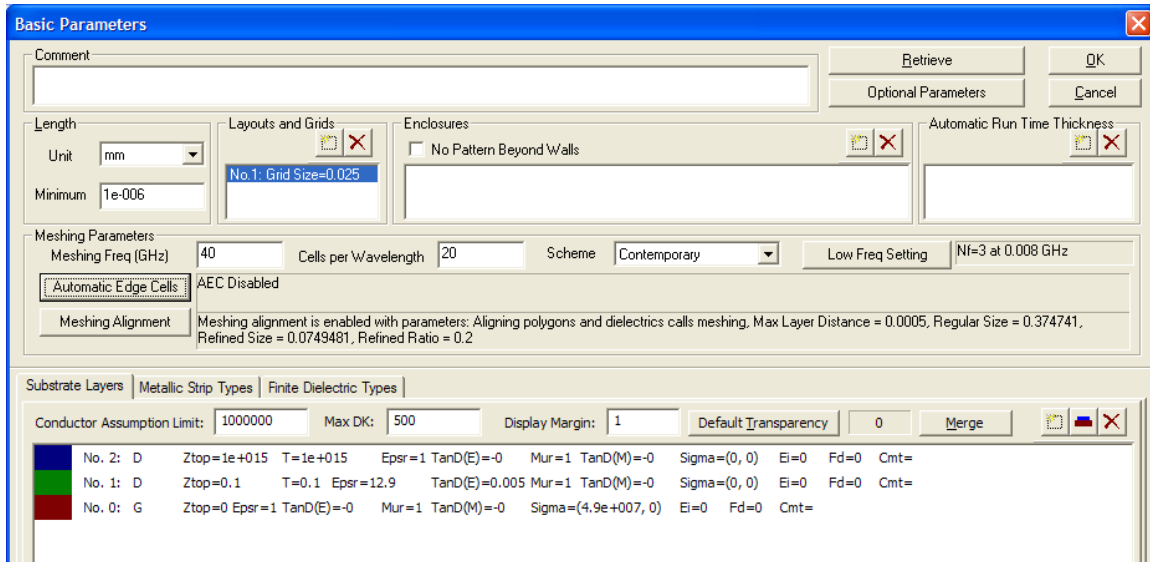 Basic Parameters
Comment
Retrieve OK
Optional Parameters Cancel
Length Layouts and Grids Enclosures Automatic Run Time Thickness
Unit mm No Pattern Beyond Walls
No.1: Grid Size=0.025
Minimum 1e-006
Meshing Parameters
Meshing Freq (GHz) 40 Cells per Wavelength 20 Scheme Contemporary Low Freq Setting Nf=3 at 0.008 GHz
Automatic Edge Cells AEC Disabled
Meshing Alignment Meshing alignment is enabled with parameters: Aligning polygons and dielectrics calls meshing, Max Layer Distance = 0.0005, Regular Size = 0.374741,
Refined Size = 0.0749481, Refined Ratio = 0.2
Substrate Layers Metallic Strip Types Finite Dielectric Types
Conductor Assumption Limit: 1000000 Max DK: 500 Display Margin: 1 Default Transparency 0 Merge
No. 2: D Ztop=1e+015 T=1e+015 Epsr=1 TanD(E)=-0 Mur=1 TanD(M)=-0 Sigma=(0, 0) Ei=0 Fd=0 Cmt=
No. 1: D Ztop=0.1 T=0.1 Epsr=12.9 TanD(E)=0.005 Mur=1 TanD(M)=-0 Sigma=(0, 0) Ei=0 Fd=0 Cmt=
No. 0: G Ztop=0 Epsr=1 TanD(E)=-0 Mur=1 TanD(M)=-0 Sigma=(4.9e+007, 0) Ei=0 Fd=0 Cmt=